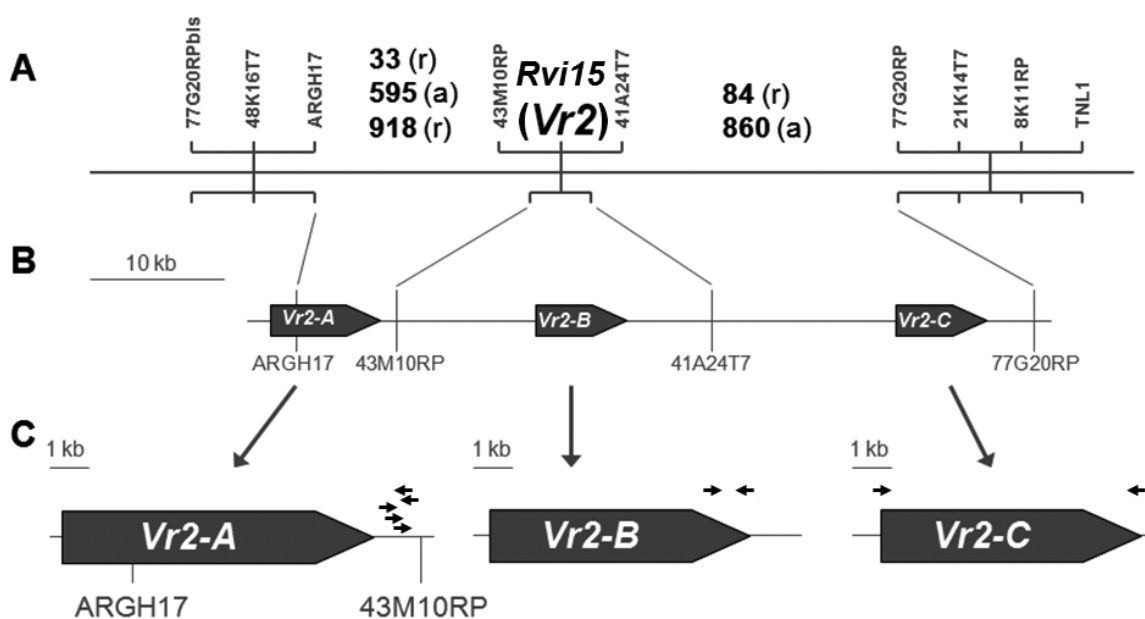 A
77G20RPbls
48K16T7
ARGH17
33 (r)
595 (a)
918 (r)
43M10RP
Rvi15
(Vr2)
41A24T7
84 (r)
860 (a)
77G20RP
21K14T7
8K11RP
TNL1
B
10 kb
Vr2-A
Vr2-B
Vr2-C
ARGH17
43M10RP
41A24T7
77G20RP
C
1 kb
1 kb
1 kb
Vr2-A
Vr2-B
Vr2-C
ARGH17
43M10RP